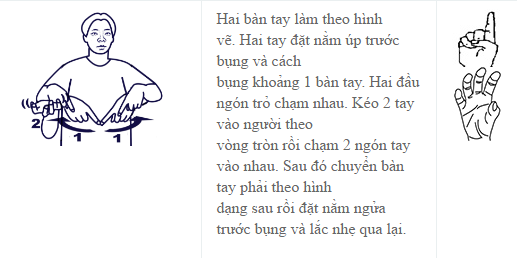 Hai bàn tay làm theo hình
vẽ. Hai tay đặt nằm úp trước
bụng và cách
bụng khoảng 1 bàn tay. Hai đầu
ngón trỏ chạm nhau. Kéo 2 tay
vào người theo
vòng tròn rồi chạm 2 ngón tay
vào nhau. Sau đó chuyển bàn
tay phải theo hình
dạng sau rồi đặt nằm ngửa
trước bụng và lắc nhẹ qua lại.
2
1 1